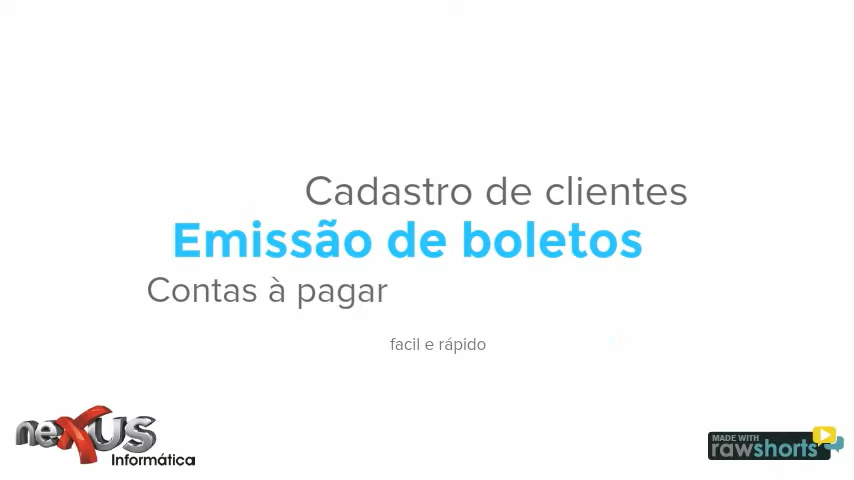 Cadastro de clientes
Emissão de boletos
Contas à pagar
facil e rápido
nexus
Informática
MADE WITH
rawshorts